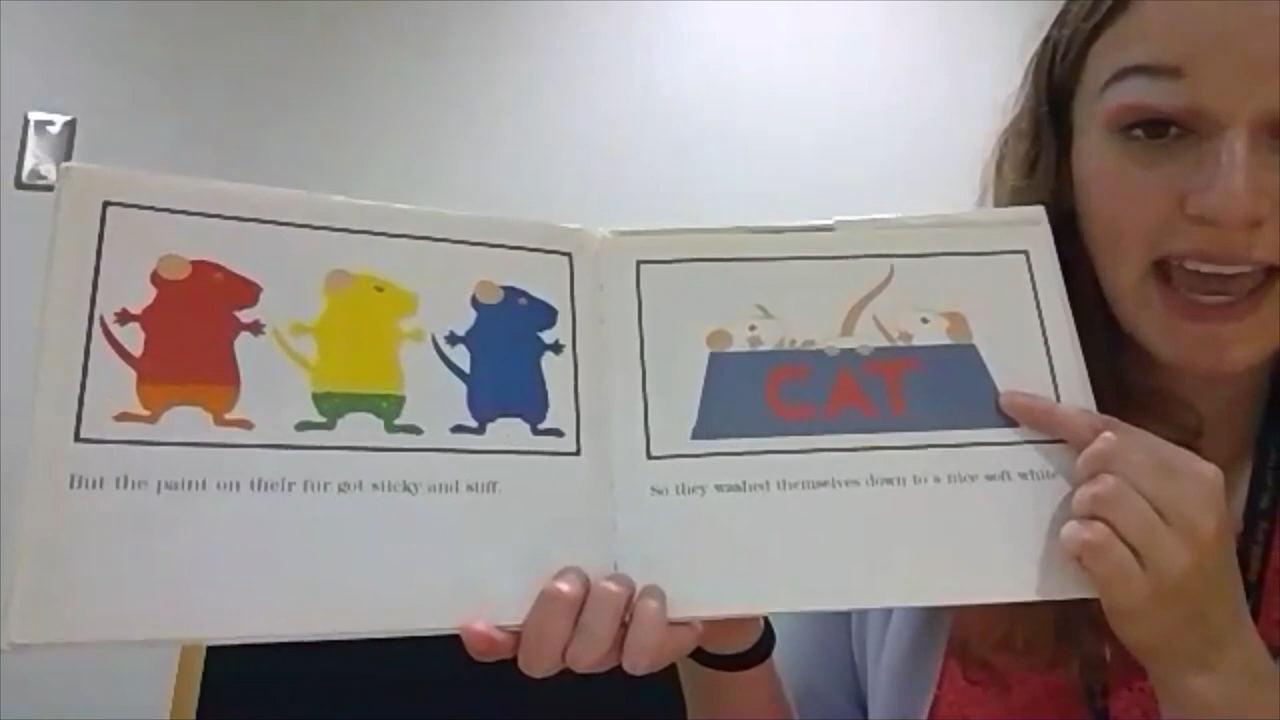 But the paint on their fur got sticky and stiff.
CAT
So they washed themselves down to a nice soft white